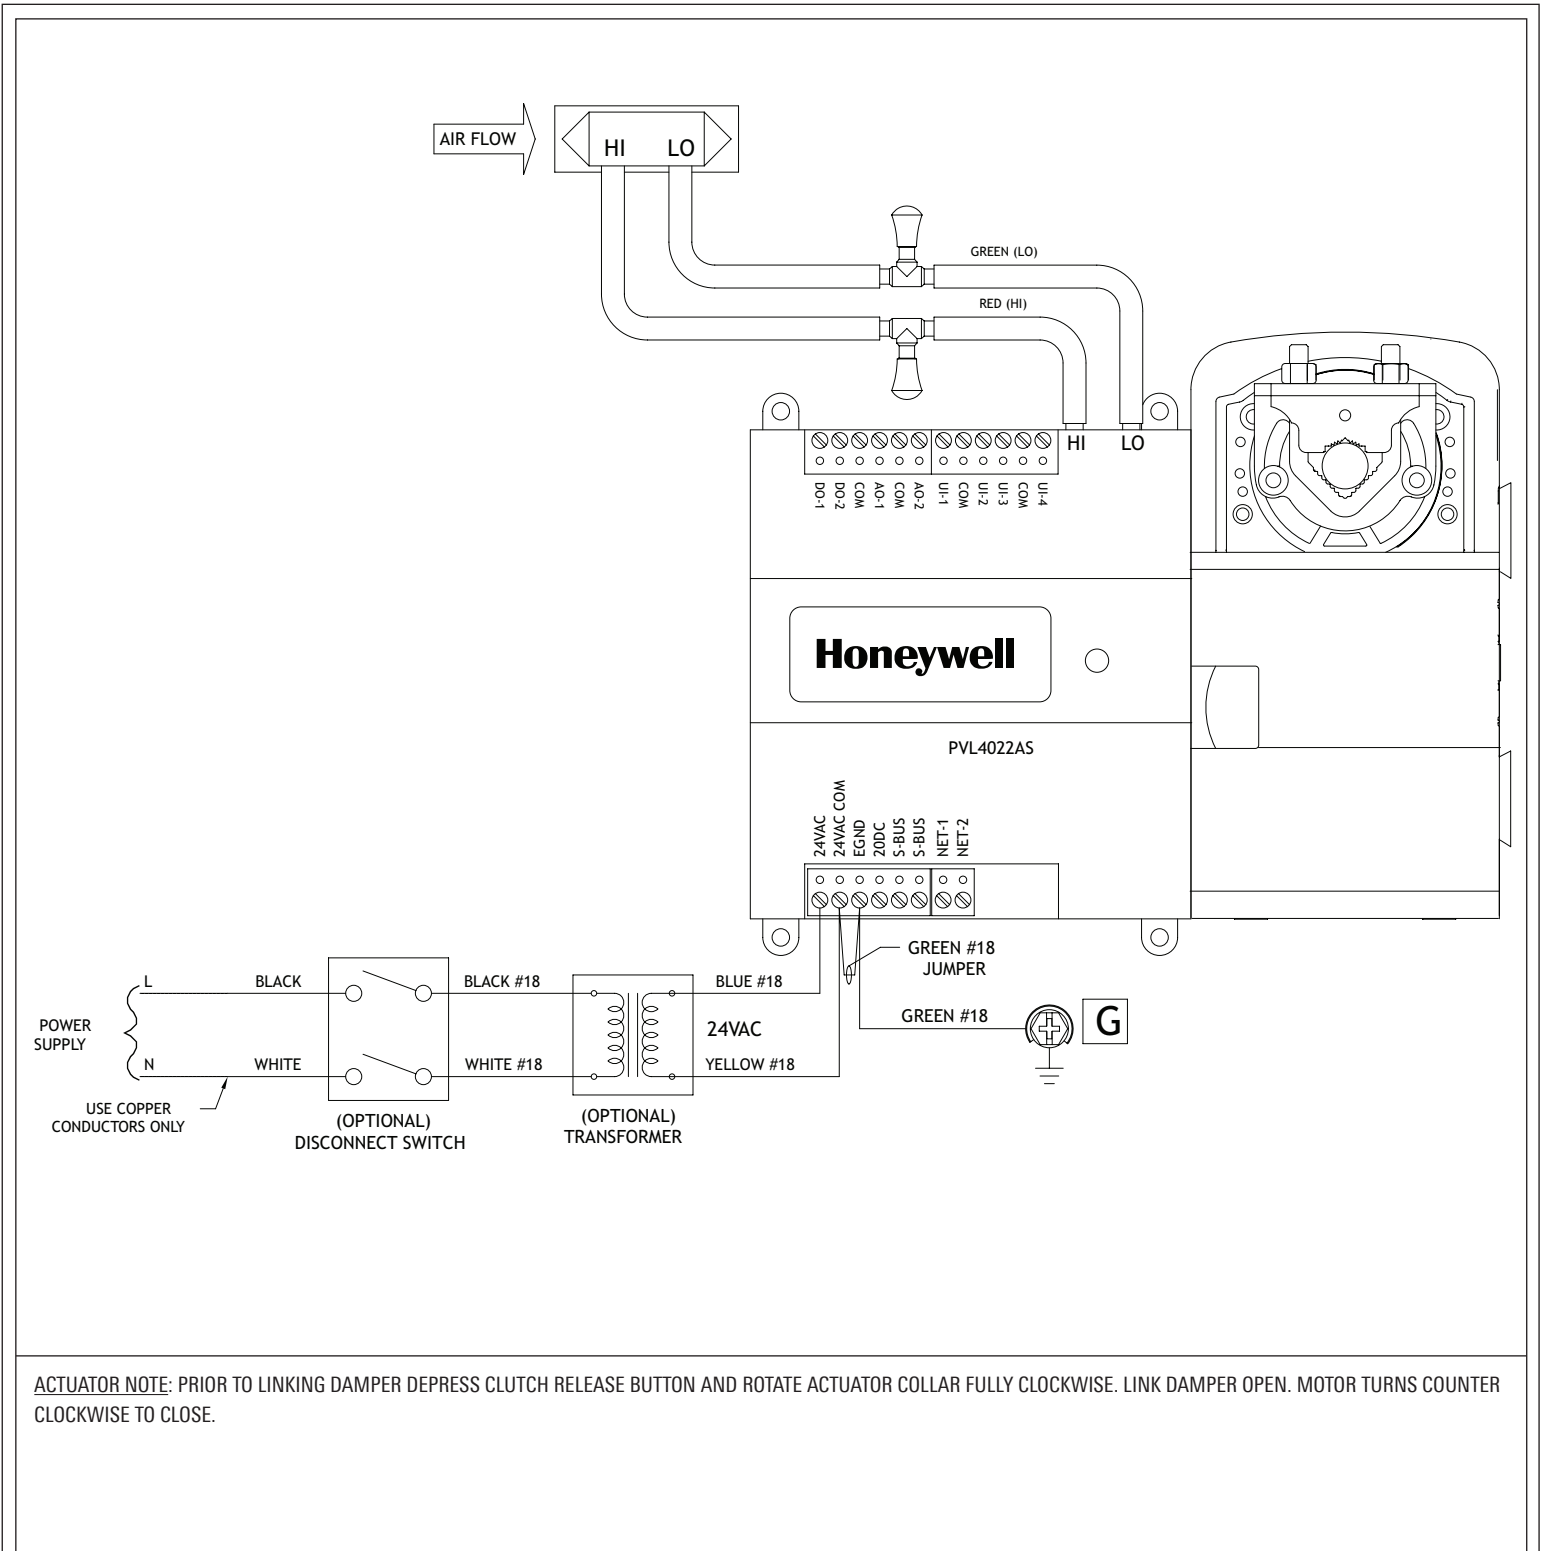 AIR FLOW
HI LO
GREEN (LO)
RED (HI)
HI LO
DO-1
DO-2
COM
AO-1
COM
AO-2
UI-1
COM
UI-2
UI-3
COM
UI-4
Honeywell
PVL4022AS
24VAC
24VAC COM
EGND
20DC
S-BUS
S-BUS
NET-1
NET-2
GREEN #18
JUMPER
L BLACK BLACK #18 BLUE #18
GREEN #18 G
POWER
SUPPLY
24VAC
N WHITE WHITE #18 YELLOW #18
USE COPPER
CONDUCTORS ONLY
(OPTIONAL)
DISCONNECT SWITCH
(OPTIONAL)
TRANSFORMER
ACTUATOR NOTE: PRIOR TO LINKING DAMPER DEPRESS CLUTCH RELEASE BUTTON AND ROTATE ACTUATOR COLLAR FULLY CLOCKWISE. LINK DAMPER OPEN. MOTOR TURNS COUNTER
CLOCKWISE TO CLOSE.